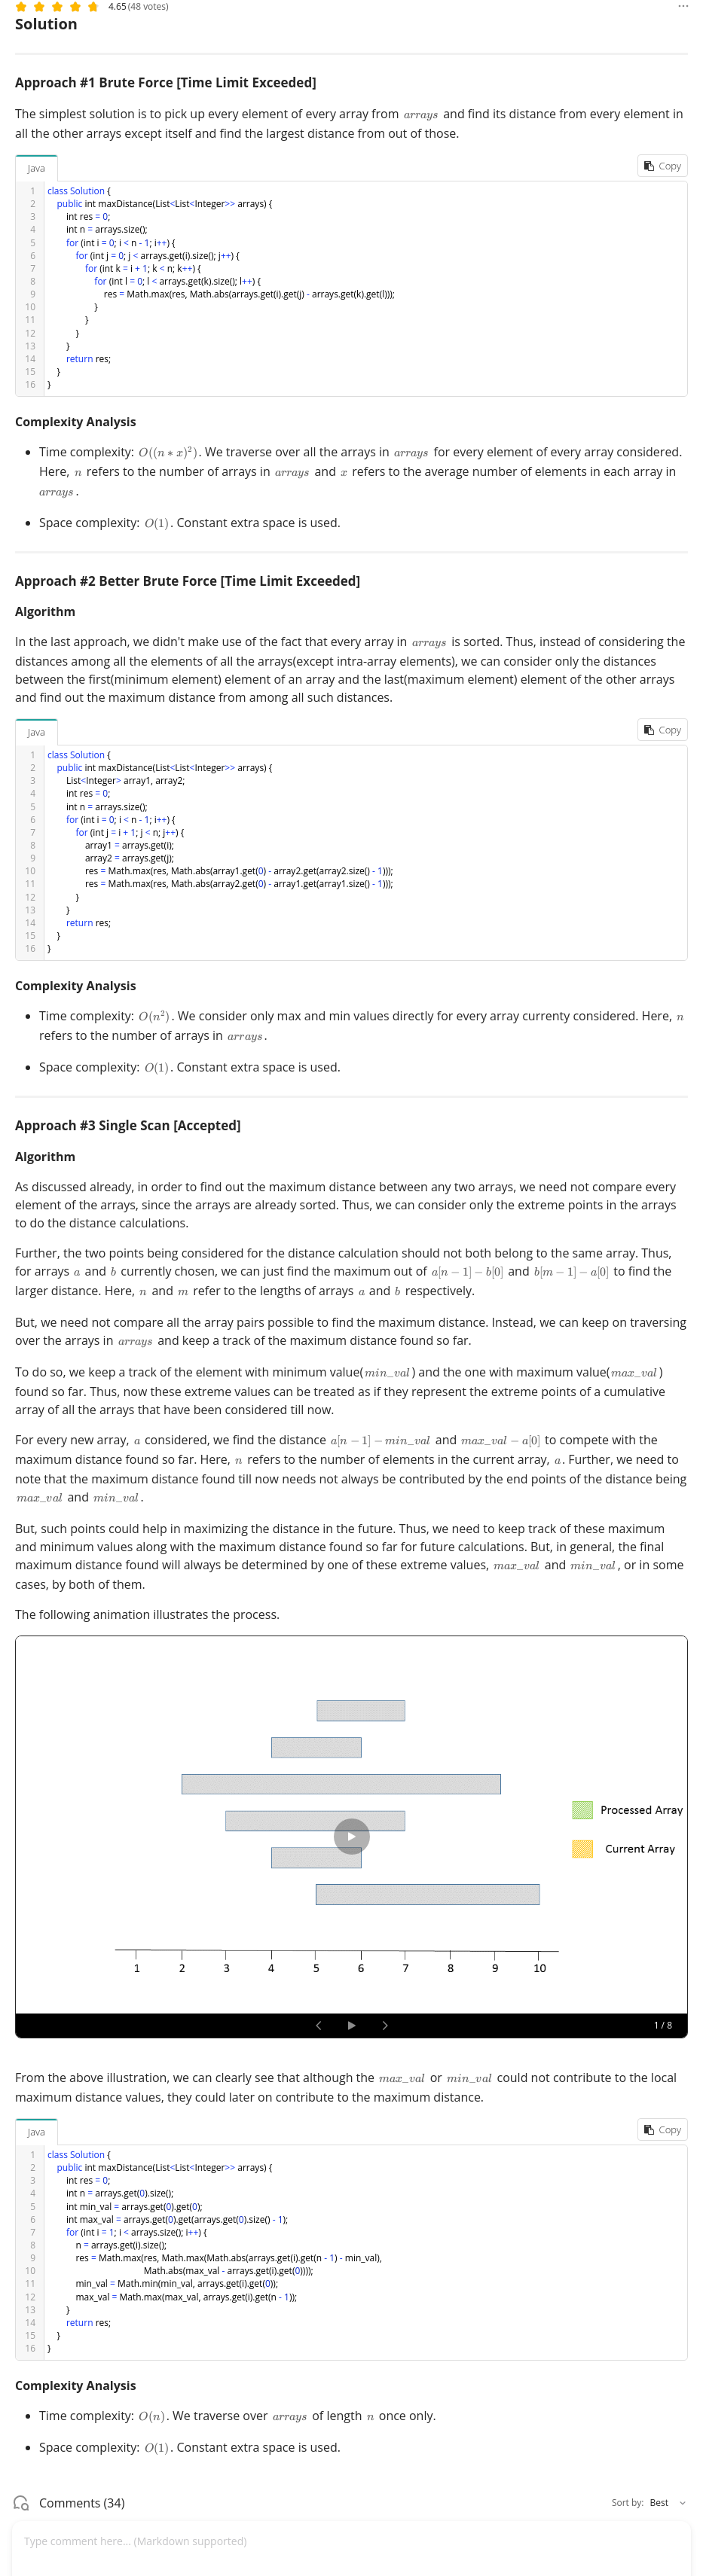 4.65 (48 votes)
Solution
Approach #1 Brute Force [Time Limit Exceeded]
The simplest solution is to pick up every element of every array from arrays and find its distance from every element in
all the other arrays except itself and find the largest distance from out of those.
Java
Copy
1 class Solution {
2 public int maxDistance(List<List<Integer>> arrays) {
3 int res = 0;
4 int n = arrays.size();
5 for (int i = 0; i < n - 1; i++) {
6 for (int j = 0; j < arrays.get(i).size(); j++) {
7 for (int k = i + 1; k < n; k++) {
8 for (int l = 0; l < arrays.get(k).size(); l++) {
9 res = Math.max(res, Math.abs(arrays.get(i).get(j) - arrays.get(k).get(l)));
10 }
11 }
12 }
13 }
14 return res;
15 }
16 }
Complexity Analysis
• Time complexity: O((n ∗ x)²). We traverse over all the arrays in arrays for every element of every array considered.
Here, n refers to the number of arrays in arrays and x refers to the average number of elements in each array in
arrays.
• Space complexity: O(1). Constant extra space is used.
Approach #2 Better Brute Force [Time Limit Exceeded]
Algorithm
In the last approach, we didn't make use of the fact that every array in arrays is sorted. Thus, instead of considering the
distances among all the elements of all the arrays(except intra-array elements), we can consider only the distances
between the first(minimum element) element of an array and the last(maximum element) element of the other arrays
and find out the maximum distance from among all such distances.
Java
Copy
1 class Solution {
2 public int maxDistance(List<List<Integer>> arrays) {
3 List<Integer> array1, array2;
4 int res = 0;
5 int n = arrays.size();
6 for (int i = 0; i < n - 1; i++) {
7 for (int j = i + 1; j < n; j++) {
8 array1 = arrays.get(i);
9 array2 = arrays.get(j);
10 res = Math.max(res, Math.abs(array1.get(0) - array2.get(array2.size() - 1)));
11 res = Math.max(res, Math.abs(array2.get(0) - array1.get(array1.size() - 1)));
12 }
13 }
14 return res;
15 }
16 }
Complexity Analysis
• Time complexity: O(n²). We consider only max and min values directly for every array currenty considered. Here, n
refers to the number of arrays in arrays.
• Space complexity: O(1). Constant extra space is used.
Approach #3 Single Scan [Accepted]
Algorithm
As discussed already, in order to find out the maximum distance between any two arrays, we need not compare every
element of the arrays, since the arrays are already sorted. Thus, we can consider only the extreme points in the arrays
to do the distance calculations.
Further, the two points being considered for the distance calculation should not both belong to the same array. Thus,
for arrays a and b currently chosen, we can just find the maximum out of a[n − 1] − b[0] and b[m − 1] − a[0] to find the
larger distance. Here, n and m refer to the lengths of arrays a and b respectively.
But, we need not compare all the array pairs possible to find the maximum distance. Instead, we can keep on traversing
over the arrays in arrays and keep a track of the maximum distance found so far.
To do so, we keep a track of the element with minimum value(min_val) and the one with maximum value(max_val)
found so far. Thus, now these extreme values can be treated as if they represent the extreme points of a cumulative
array of all the arrays that have been considered till now.
For every new array, a considered, we find the distance a[n − 1] − min_val and max_val − a[0] to compete with the
maximum distance found so far. Here, n refers to the number of elements in the current array, a. Further, we need to
note that the maximum distance found till now needs not always be contributed by the end points of the distance being
max_val and min_val.
But, such points could help in maximizing the distance in the future. Thus, we need to keep track of these maximum
and minimum values along with the maximum distance found so far for future calculations. But, in general, the final
maximum distance found will always be determined by one of these extreme values, max_val and min_val, or in some
cases, by both of them.
The following animation illustrates the process.
Processed Array
Current Array
1 2 3 4 5 6 7 8 9 10
1 / 8
From the above illustration, we can clearly see that although the max_val or min_val could not contribute to the local
maximum distance values, they could later on contribute to the maximum distance.
Java
Copy
1 class Solution {
2 public int maxDistance(List<List<Integer>> arrays) {
3 int res = 0;
4 int n = arrays.get(0).size();
5 int min_val = arrays.get(0).get(0);
6 int max_val = arrays.get(0).get(arrays.get(0).size() - 1);
7 for (int i = 1; i < arrays.size(); i++) {
8 n = arrays.get(i).size();
9 res = Math.max(res, Math.max(Math.abs(arrays.get(i).get(n - 1) - min_val),
10 Math.abs(max_val - arrays.get(i).get(0))));
11 min_val = Math.min(min_val, arrays.get(i).get(0));
12 max_val = Math.max(max_val, arrays.get(i).get(n - 1));
13 }
14 return res;
15 }
16 }
Complexity Analysis
• Time complexity: O(n). We traverse over arrays of length n once only.
• Space complexity: O(1). Constant extra space is used.
Comments (34)
Sort by: Best
Type comment here... (Markdown supported)